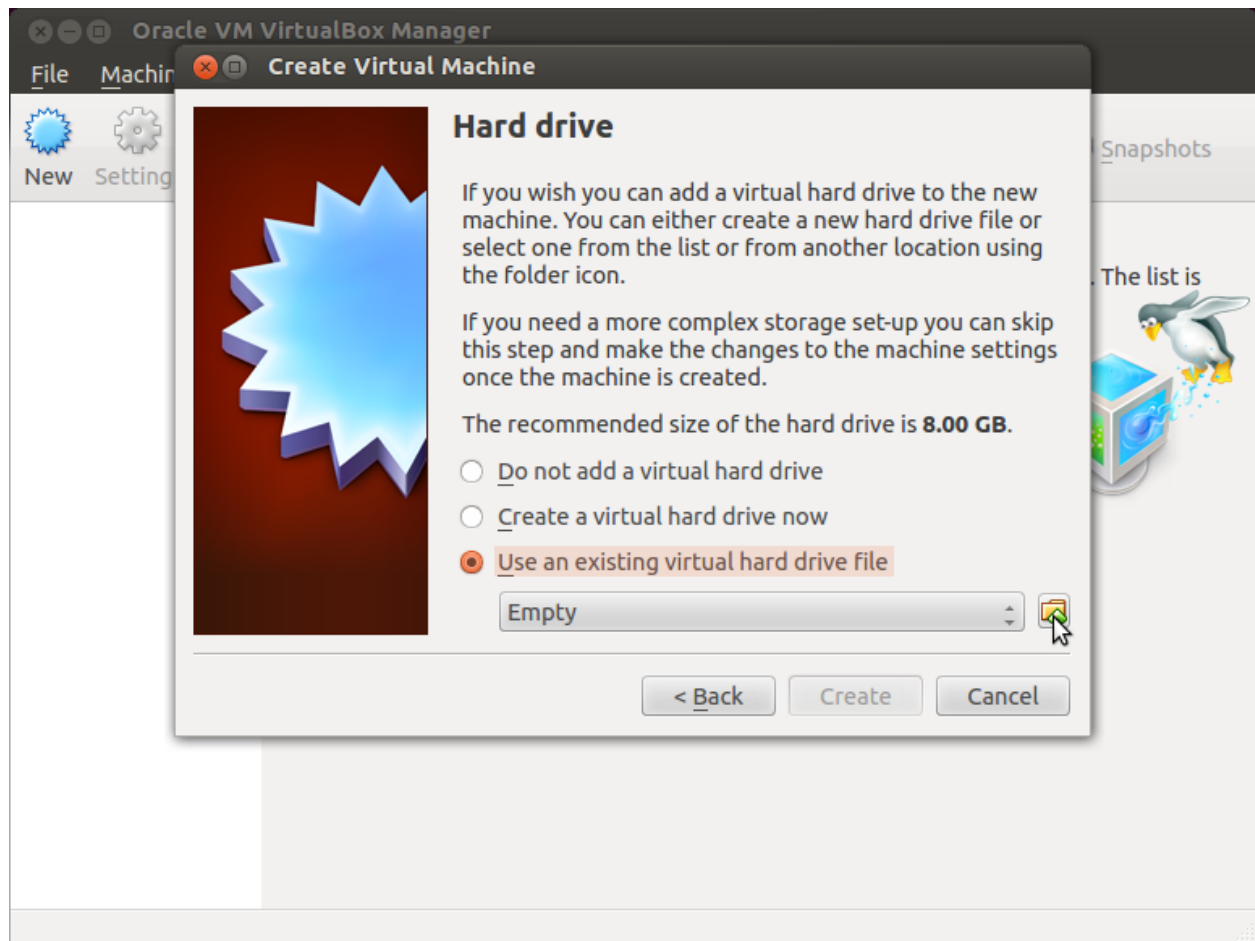 Oracle VM VirtualBox Manager
File Machin
Create Virtual Machine
New Setting
Snapshots
Hard drive
If you wish you can add a virtual hard drive to the new
machine. You can either create a new hard drive file or
select one from the list or from another location using
the folder icon.
. The list is
If you need a more complex storage set-up you can skip
this step and make the changes to the machine settings
once the machine is created.
The recommended size of the hard drive is 8.00 GB.
Do not add a virtual hard drive
Create a virtual hard drive now
Use an existing virtual hard drive file
Empty
< Back Create Cancel